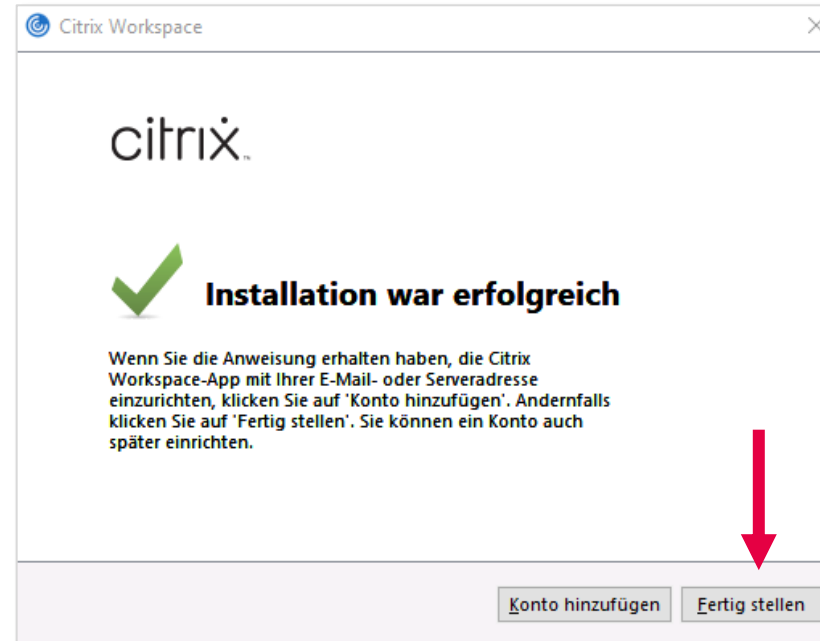 Citrix Workspace
citrix™
Installation war erfolgreich
Wenn Sie die Anweisung erhalten haben, die Citrix
Workspace-App mit Ihrer E-Mail- oder Serveradresse
einzurichten, klicken Sie auf 'Konto hinzufügen'. Andernfalls
klicken Sie auf 'Fertig stellen'. Sie können ein Konto auch
später einrichten.
Konto hinzufügen Fertig stellen